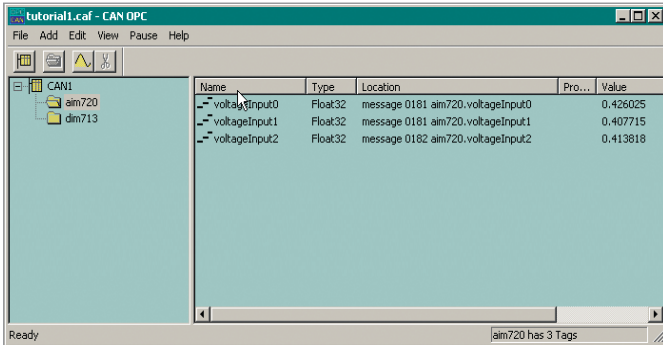 tutorial1.caf - CAN OPC
File Add Edit View Pause Help
CAN1
aim720
dim713
Name Type Location Pro... Value
voltageInput0 Float32 message 0181 aim720.voltageInput0 0.426025
voltageInput1 Float32 message 0181 aim720.voltageInput1 0.407715
voltageInput2 Float32 message 0182 aim720.voltageInput2 0.413818
Ready aim720 has 3 Tags